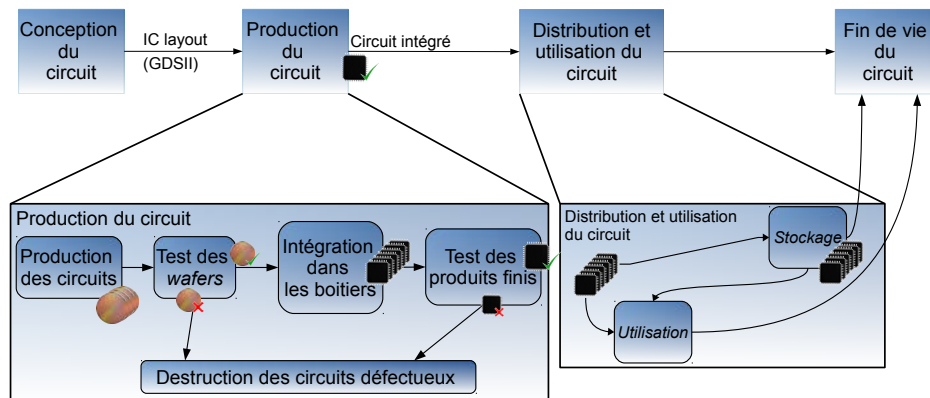 Conception
du
circuit
IC layout
(GDSII)
Production
du
circuit
Circuit intégré
Distribution et
utilisation du
circuit
Fin de vie
du
circuit
Production du circuit
Production
des circuits
Test des
wafers
Intégration
dans
les boitiers
Test des
produits finis
Destruction des circuits défectueux
Distribution et utilisation
du circuit
Stockage
Utilisation